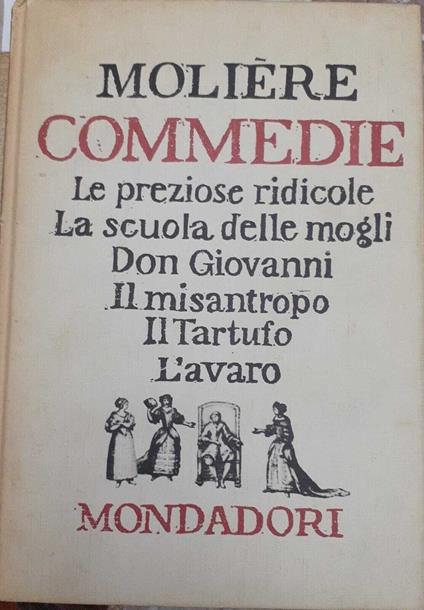 MOLIÈRE
COMMEDIE
Le preziose ridicole
La scuola delle mogli
Don Giovanni
Il misantropo
Il Tartufo
L'avaro
MONDADORI